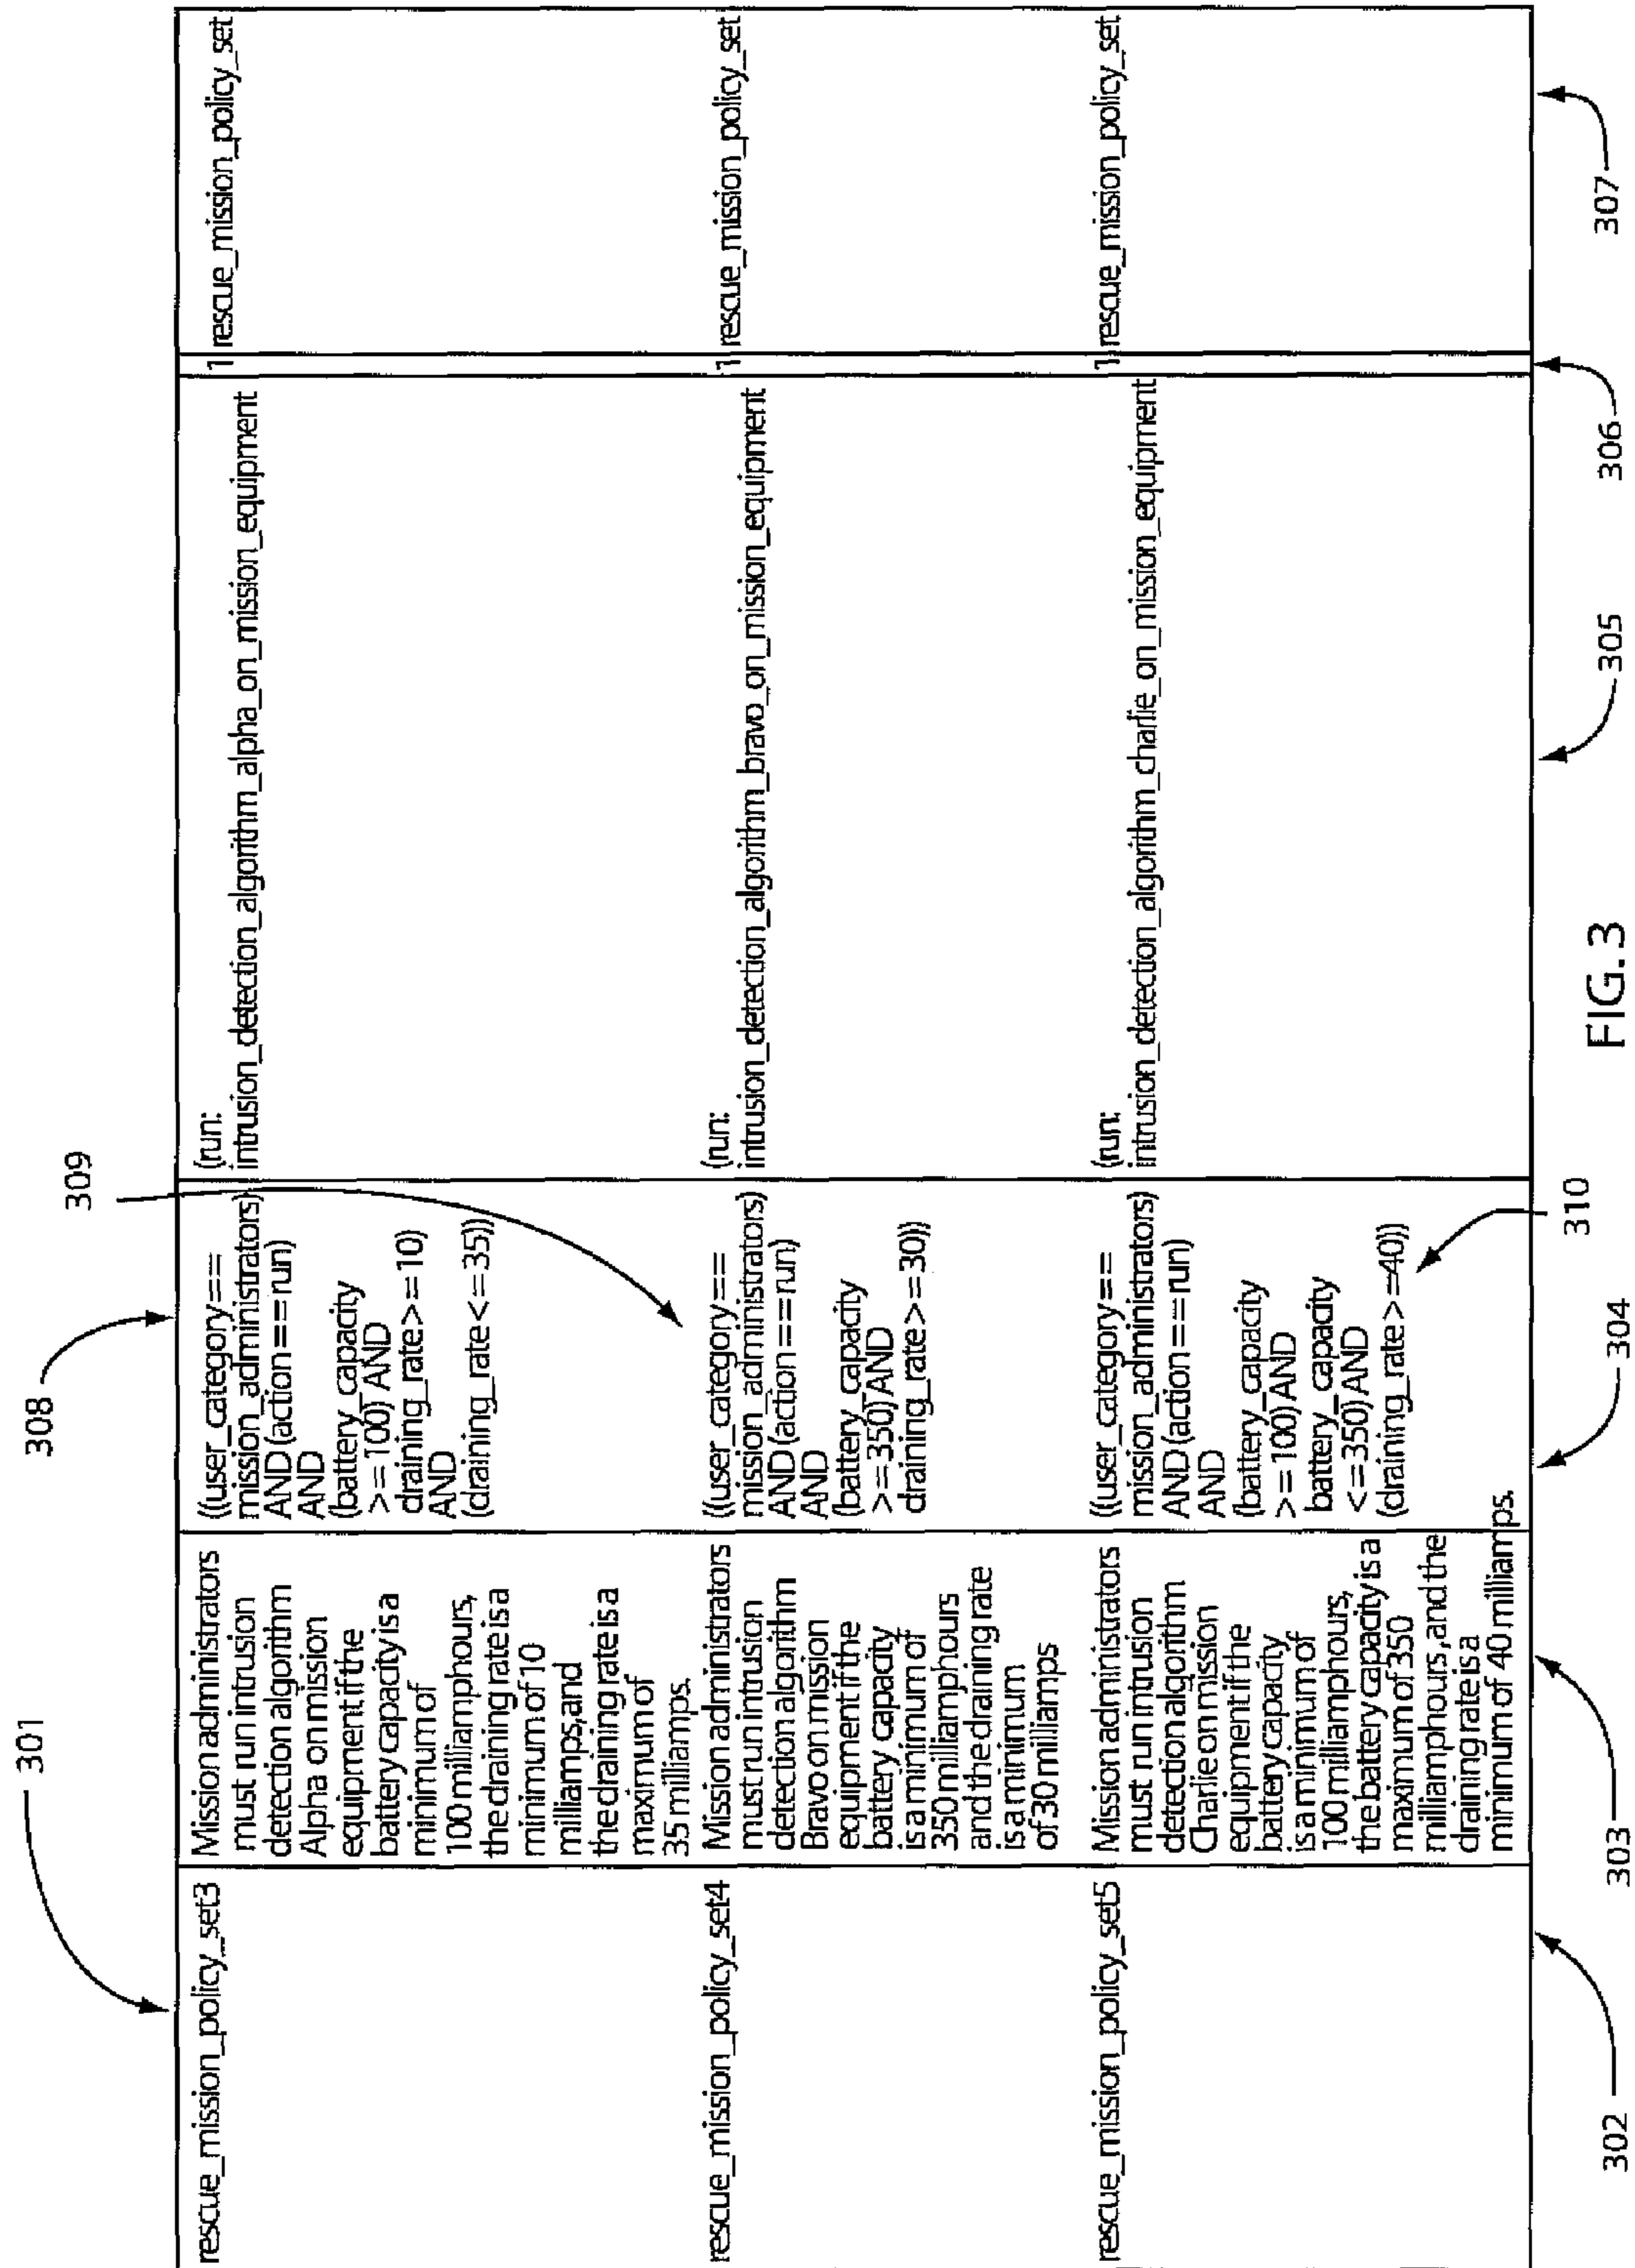 301
308
309
rescue_mission_policy_set3
Mission administrators
must run intrusion
detection algorithm
Alpha on mission
equipment if the
battery capacity is a
minimum of
100 milliamphours,
the draining rate is a
minimum of 10
milliamps, and
the draining rate is a
maximum of
35 milliamps.
((user_category==
mission_administrators)
AND (action==run)
AND
(battery_capacity
>=100) AND
draining_rate>=10)
AND
(draining_rate<=35))
(run:
intrusion_detection_algorithm_alpha_on_mission_equipment
1
rescue_mission_policy_set
rescue_mission_policy_set4
Mission administrators
must run intrusion
detection algorithm
Bravo on mission
equipment if the
battery capacity
is a minimum of
350 milliamphours
and the draining rate
is a minimum
of 30 milliamps
((user_category==
mission_administrators)
AND (action==run)
AND
(battery_capacity
>=350) AND
draining_rate>=30))
(run:
intrusion_detection_algorithm_bravo_on_mission_equipment
1
rescue_mission_policy_set
rescue_mission_policy_set5
Mission administrators
must run intrusion
detection algorithm
Charlie on mission
equipment if the
battery capacity
is a minimum of
100 milliamphours,
the battery capacity is a
maximum of 350
milliamphours, and the
draining rate is a
minimum of 40 milliamps.
((user_category==
mission_administrators)
AND (action==run)
AND
(battery_capacity
>=100) AND
battery_capacity
<=350) AND
(draining_rate>=40))
(run:
intrusion_detection_algorithm_charlie_on_mission_equipment
1
rescue_mission_policy_set
302
303
304
310
305
306
307
FIG. 3